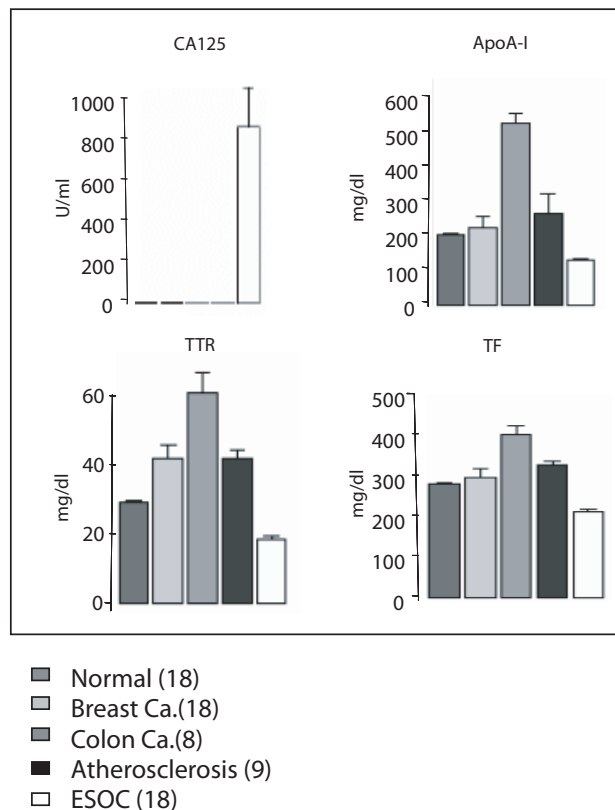 CA125
ApoA-I
1000
800
600
400
200
0
U/ml
600
500
400
300
200
100
0
mg/dl
TTR
TF
60
40
20
0
mg/dl
500
400
300
200
100
0
mg/dl
Normal (18)
Breast Ca.(18)
Colon Ca.(8)
Atherosclerosis (9)
ESOC (18)